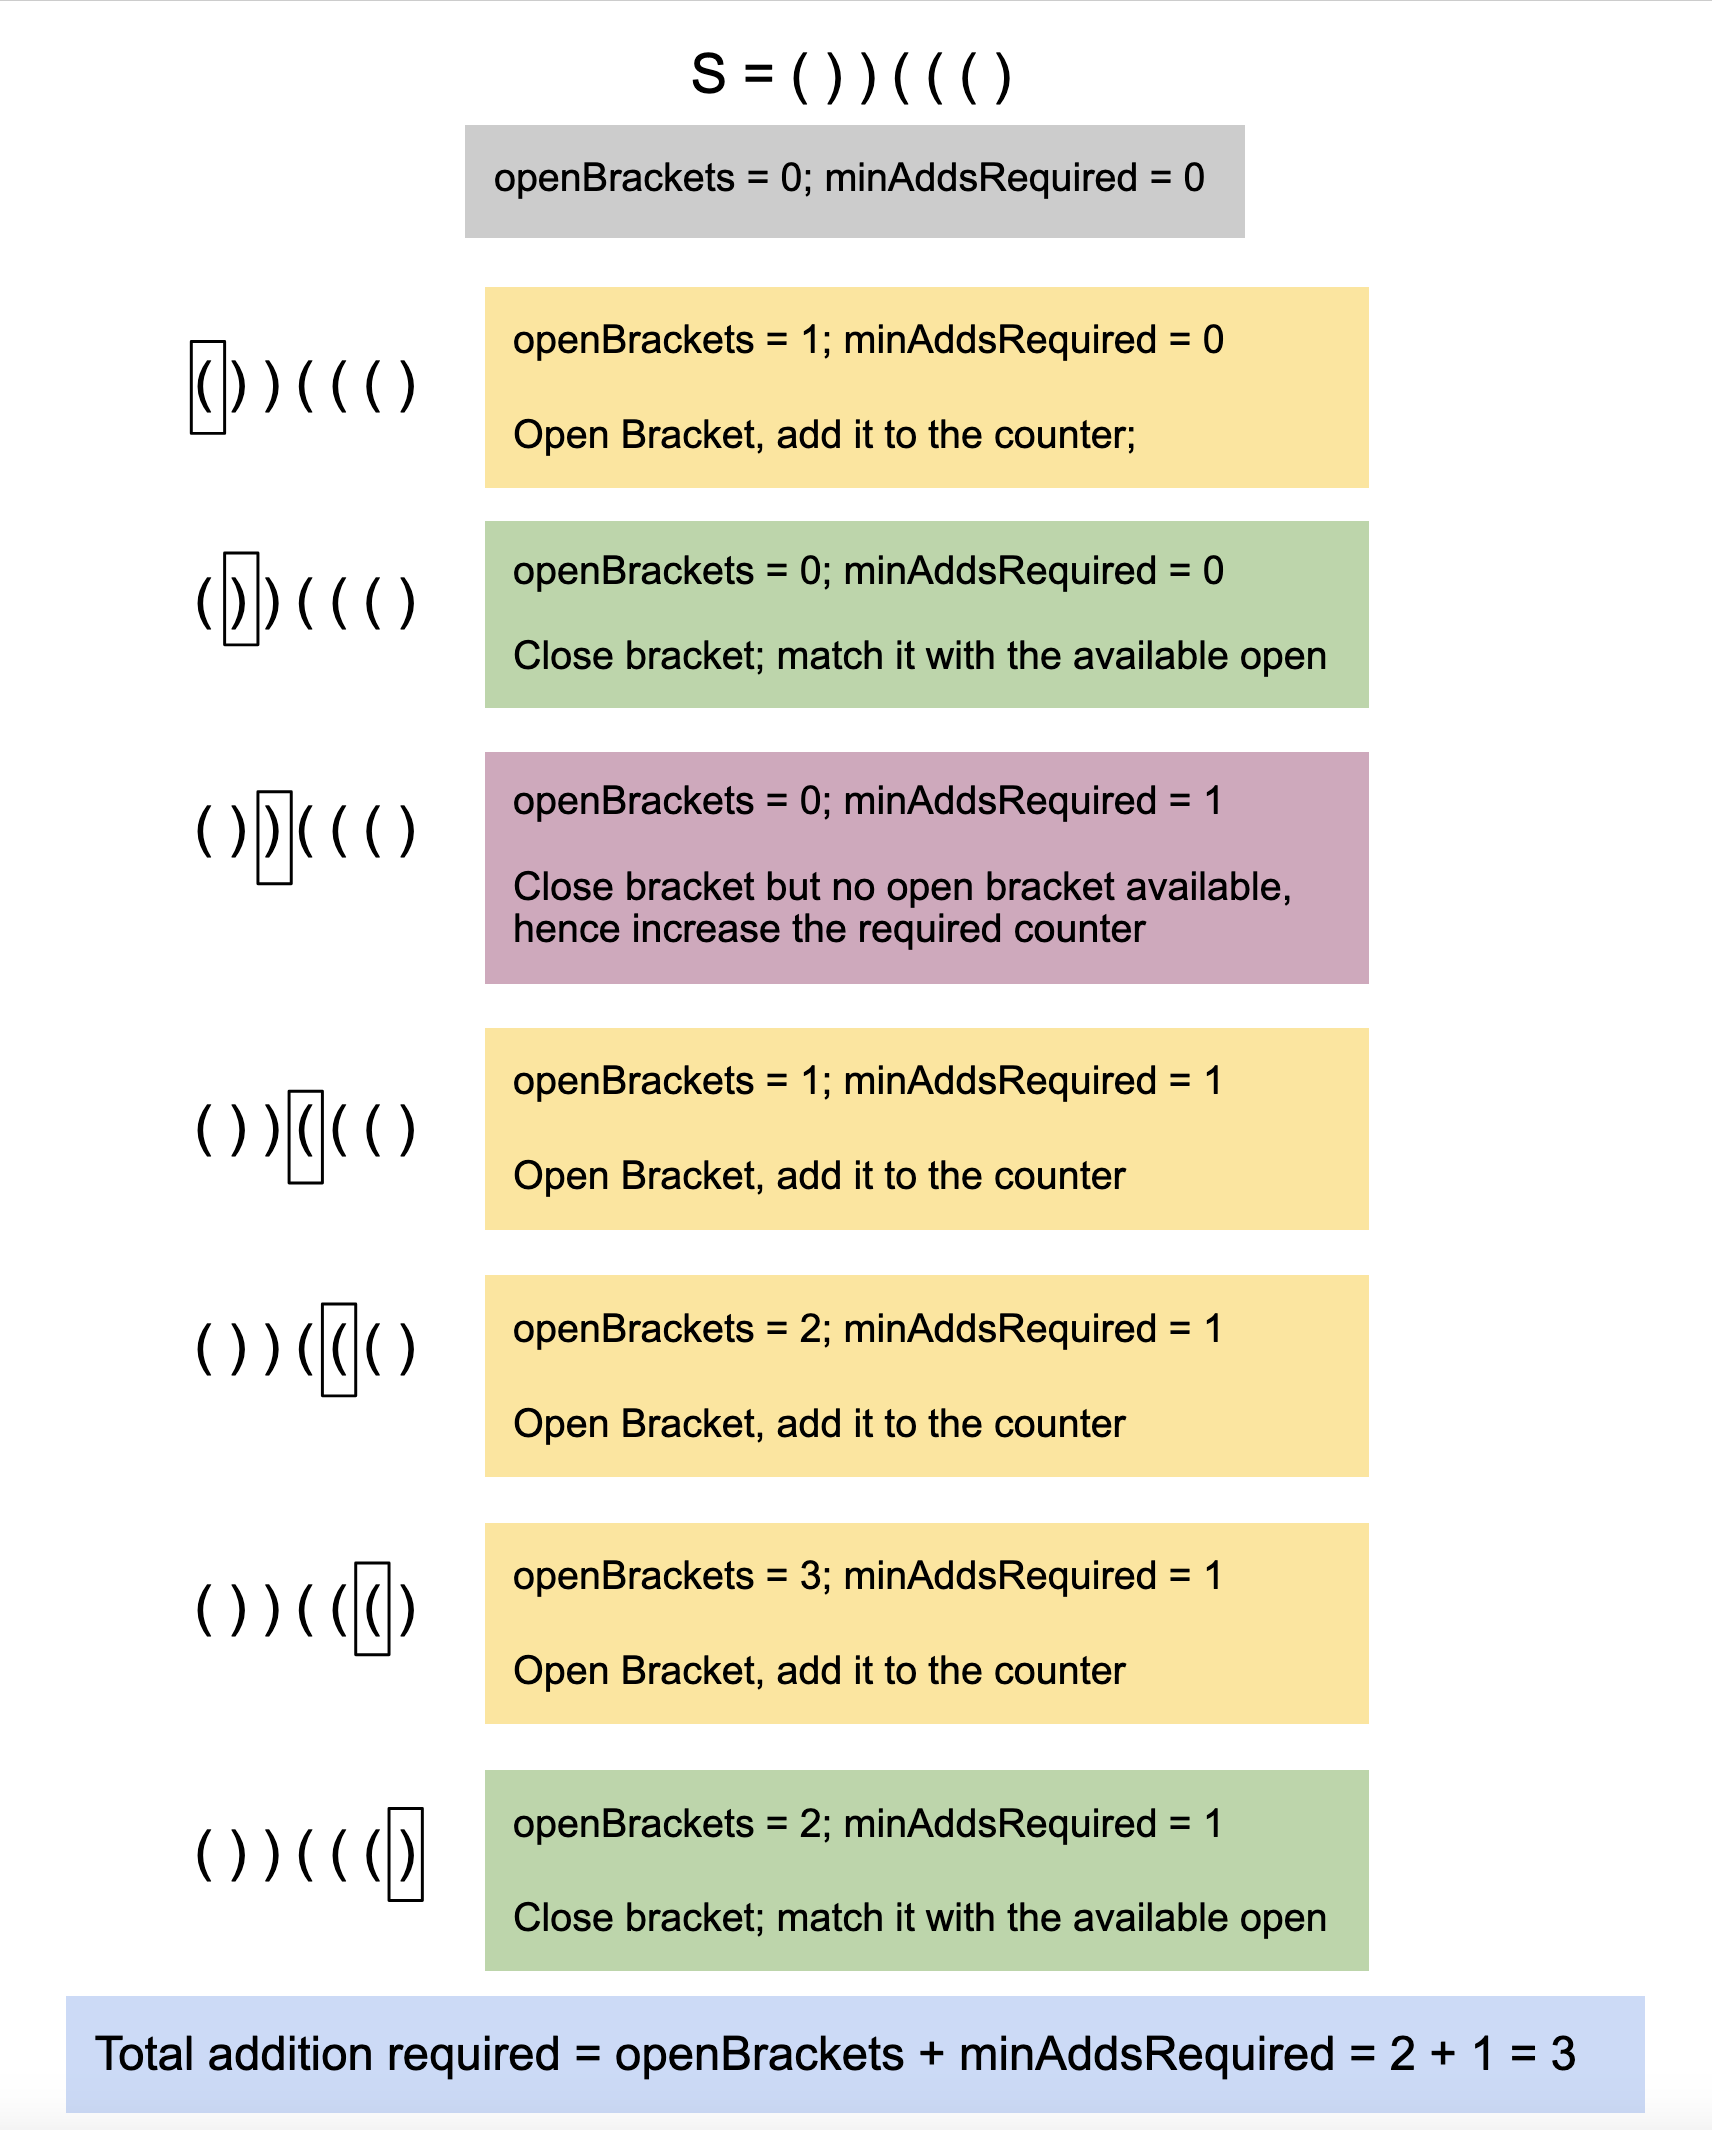 S = ( ) ) ( ( ( )
openBrackets = 0; minAddsRequired = 0
( ) ) ( ( ( )
openBrackets = 1; minAddsRequired = 0
Open Bracket, add it to the counter;
( ) ) ( ( ( )
openBrackets = 0; minAddsRequired = 0
Close bracket; match it with the available open
( ) ) ( ( ( )
openBrackets = 0; minAddsRequired = 1
Close bracket but no open bracket available,
hence increase the required counter
( ) ) ( ( ( )
openBrackets = 1; minAddsRequired = 1
Open Bracket, add it to the counter
( ) ) ( ( ( )
openBrackets = 2; minAddsRequired = 1
Open Bracket, add it to the counter
( ) ) ( ( ( )
openBrackets = 3; minAddsRequired = 1
Open Bracket, add it to the counter
( ) ) ( ( ( )
openBrackets = 2; minAddsRequired = 1
Close bracket; match it with the available open
Total addition required = openBrackets + minAddsRequired = 2 + 1 = 3